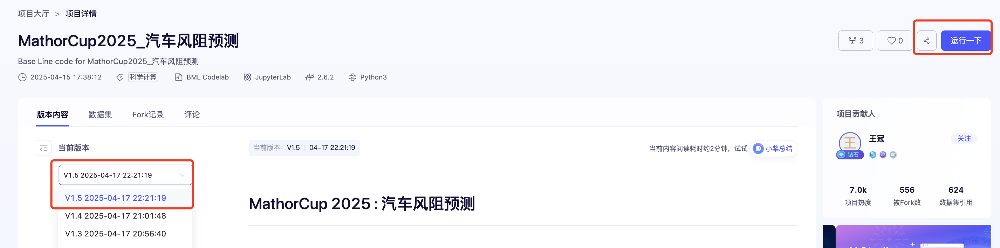 项目大厅 > 项目详情
MathorCup2025_汽车风阻预测
3
0
运行一下
Base Line code for MathorCup2025_汽车风阻预测
2025-04-15 17:38:12 科学计算 BML Codelab JupyterLab 2.6.2 Python3
版本内容 数据集 Fork记录 评论
当前版本
V1.5 2025-04-17 22:21:19
V1.5 2025-04-17 22:21:19
V1.4 2025-04-17 21:01:48
V1.3 2025-04-17 20:56:40
当前版本: V1.5 04-17 22:21:19
当前内容阅读耗时约2分钟，试试 小桨总结
MathorCup 2025 : 汽车风阻预测
项目贡献人
王
王冠
关注
钻石
7.0k 556 624
项目热度 被Fork数 数据集引用